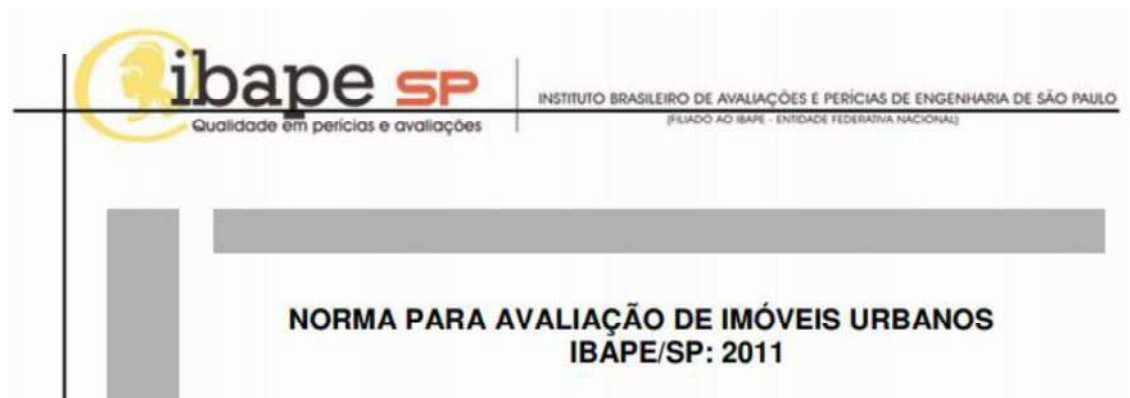 ibape SP
Qualidade em perícias e avaliações
INSTITUTO BRASILEIRO DE AVALIAÇÕES E PERÍCIAS DE ENGENHARIA DE SÃO PAULO
(FILIADO AO IBAPE - ENTIDADE FEDERATIVA NACIONAL)
NORMA PARA AVALIAÇÃO DE IMÓVEIS URBANOS
IBAPE/SP: 2011